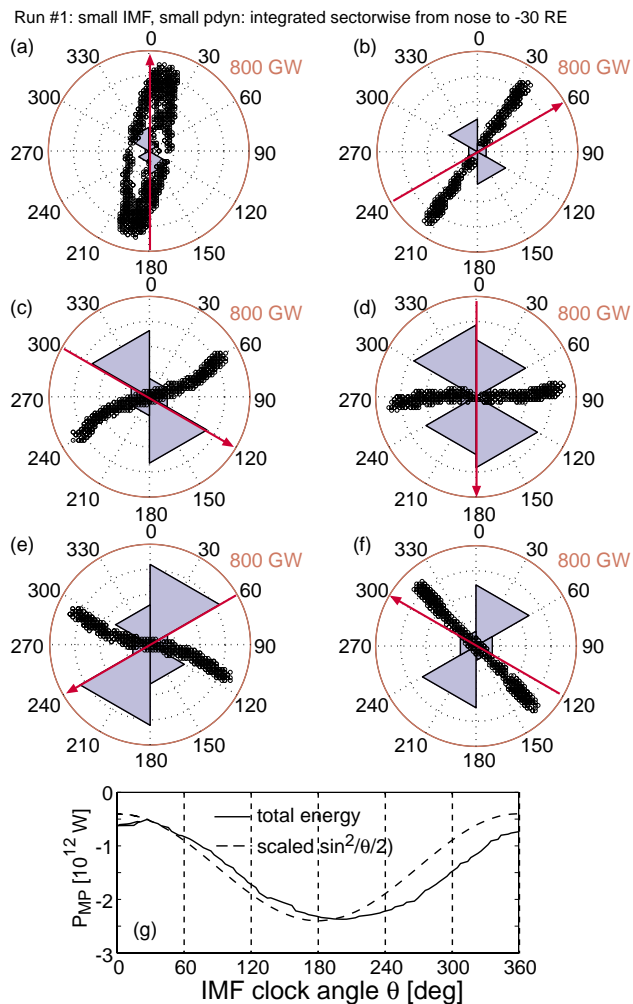 Run #1: small IMF, small pdyn: integrated sectorwise from nose to -30 RE
(a) 0 30 60 90 120 150 180 210 240 270 300 330 800 GW
(b) 0 30 60 90 120 150 180 210 240 270 300 330 800 GW
(c) 0 30 60 90 120 150 180 210 240 270 300 330 800 GW
(d) 0 30 60 90 120 150 180 210 240 270 300 330 800 GW
(e) 0 30 60 90 120 150 180 210 240 270 300 330 800 GW
(f) 0 30 60 90 120 150 180 210 240 270 300 330 800 GW
P_MP [10^12 W]
0
-1
-2
-3
total energy
scaled sin²/θ/2)
(g)
0 60 120 180 240 300 360
IMF clock angle θ [deg]